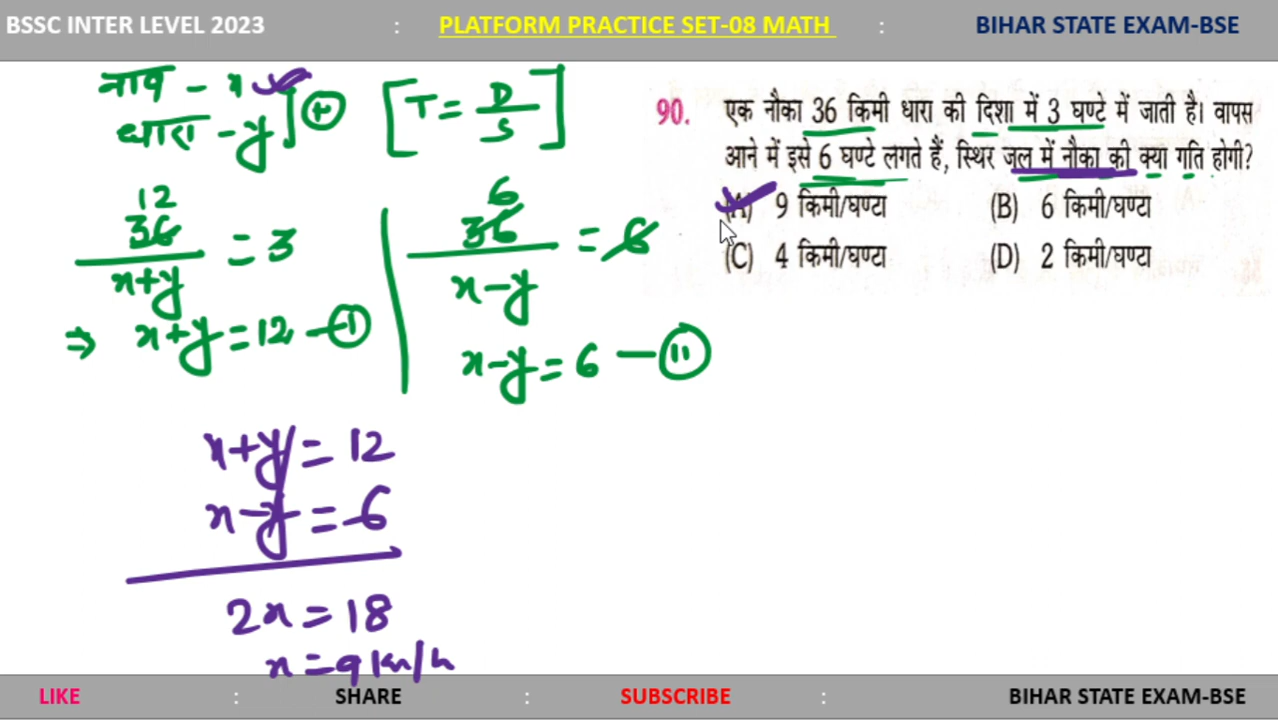 BSSC INTER LEVEL 2023 : PLATFORM PRACTICE SET-08 MATH : BIHAR STATE EXAM-BSE
नाव - x
धारा - y
+
[T = D/S]
90. एक नौका 36 किमी धारा की दिशा में 3 घण्टे में जाती है। वापस
आने में इसे 6 घण्टे लगते हैं, स्थिर जल में नौका की क्या गति होगी?
(A) 9 किमी/घण्टा (B) 6 किमी/घण्टा
(C) 4 किमी/घण्टा (D) 2 किमी/घण्टा
12
36/x+y = 3
⇒ x+y = 12 - ①
6
36/x-y = 6
x-y = 6 - ⑪
x+y = 12
x-y = 6
2x = 18
x = 9 km/h
LIKE : SHARE : SUBSCRIBE : BIHAR STATE EXAM-BSE